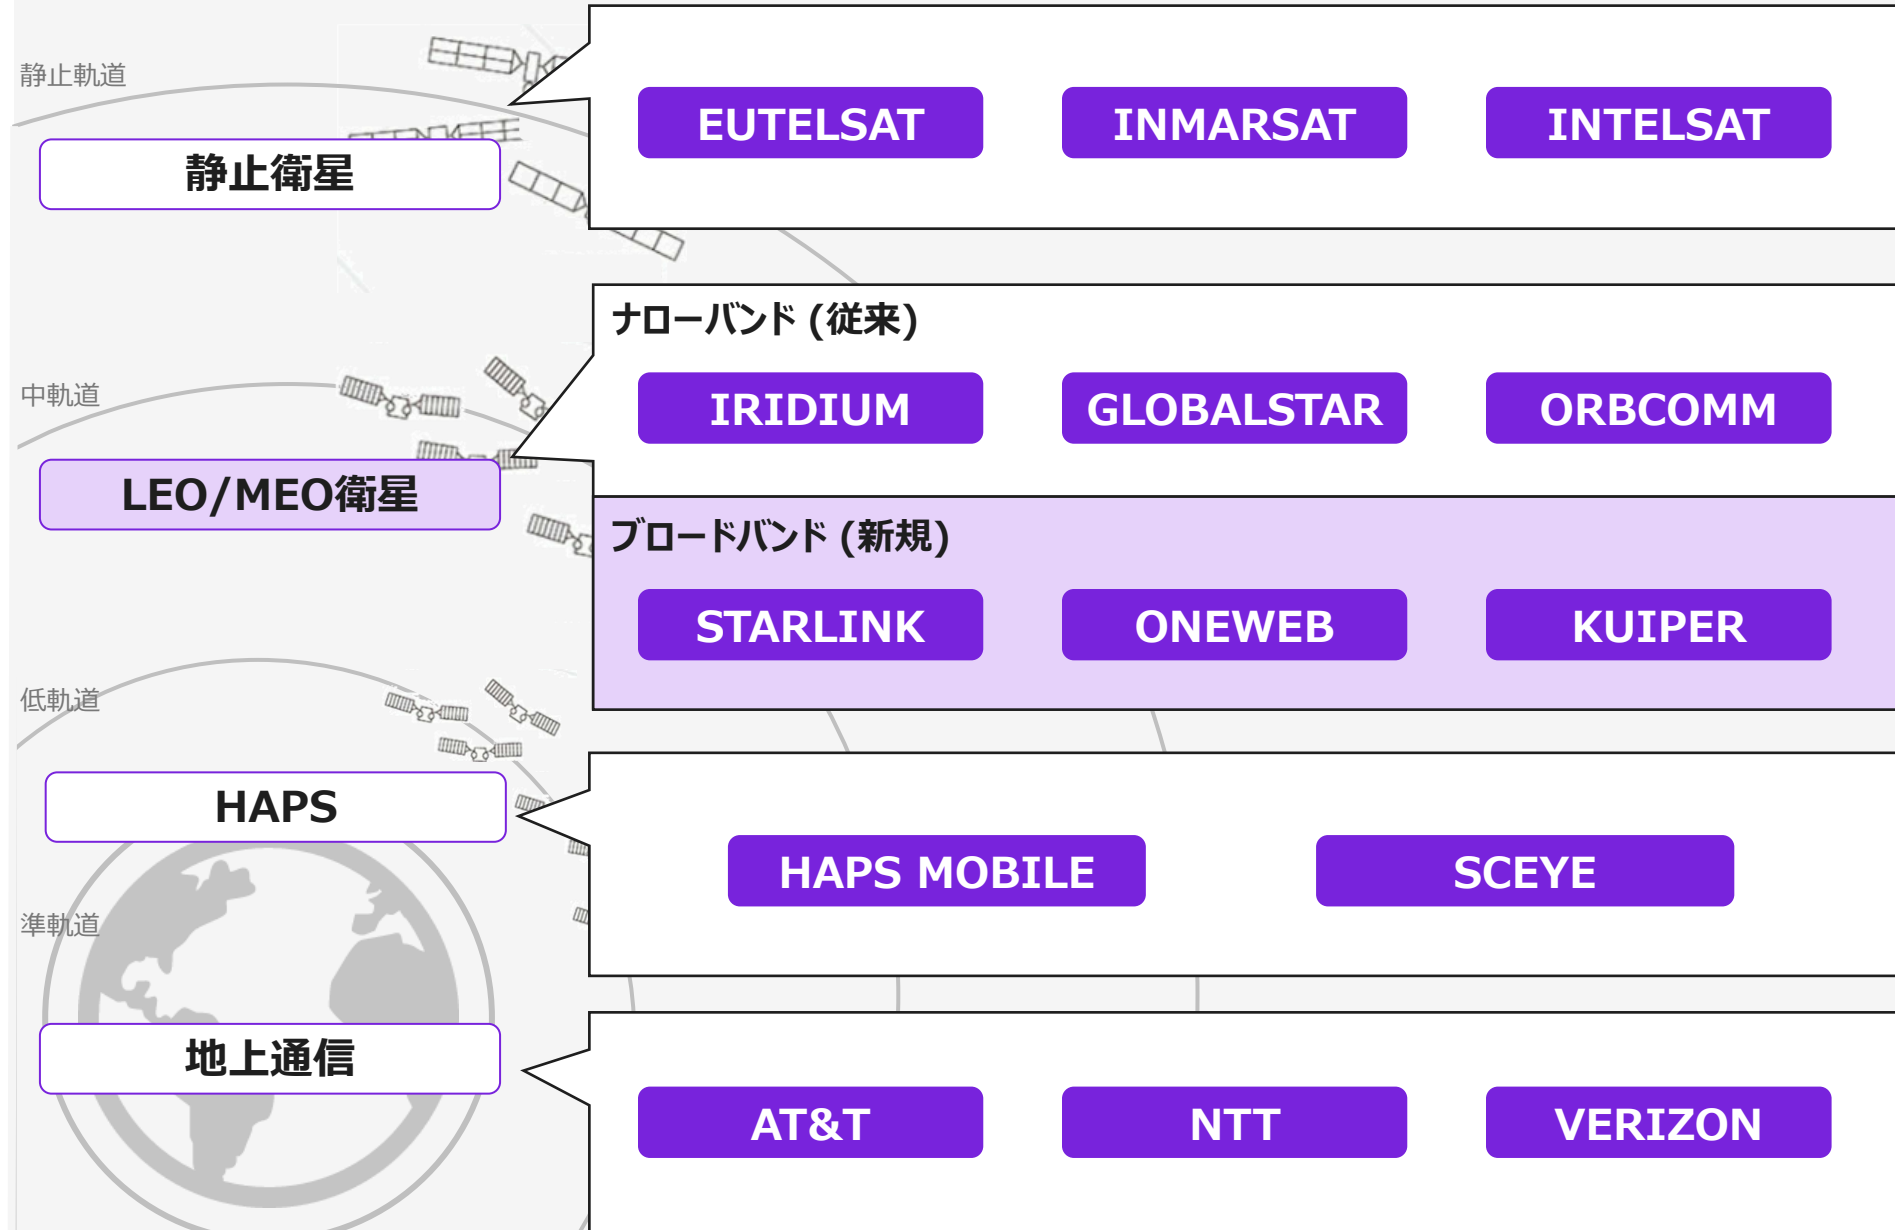 静止軌道
静止衛星
EUTELSAT
INMARSAT
INTELSAT
中軌道
LEO/MEO衛星
ナローバンド (従来)
IRIDIUM
GLOBALSTAR
ORBCOMM
ブロードバンド (新規)
STARLINK
ONEWEB
KUIPER
低軌道
HAPS
HAPS MOBILE
SCEYE
準軌道
地上通信
AT&T
NTT
VERIZON